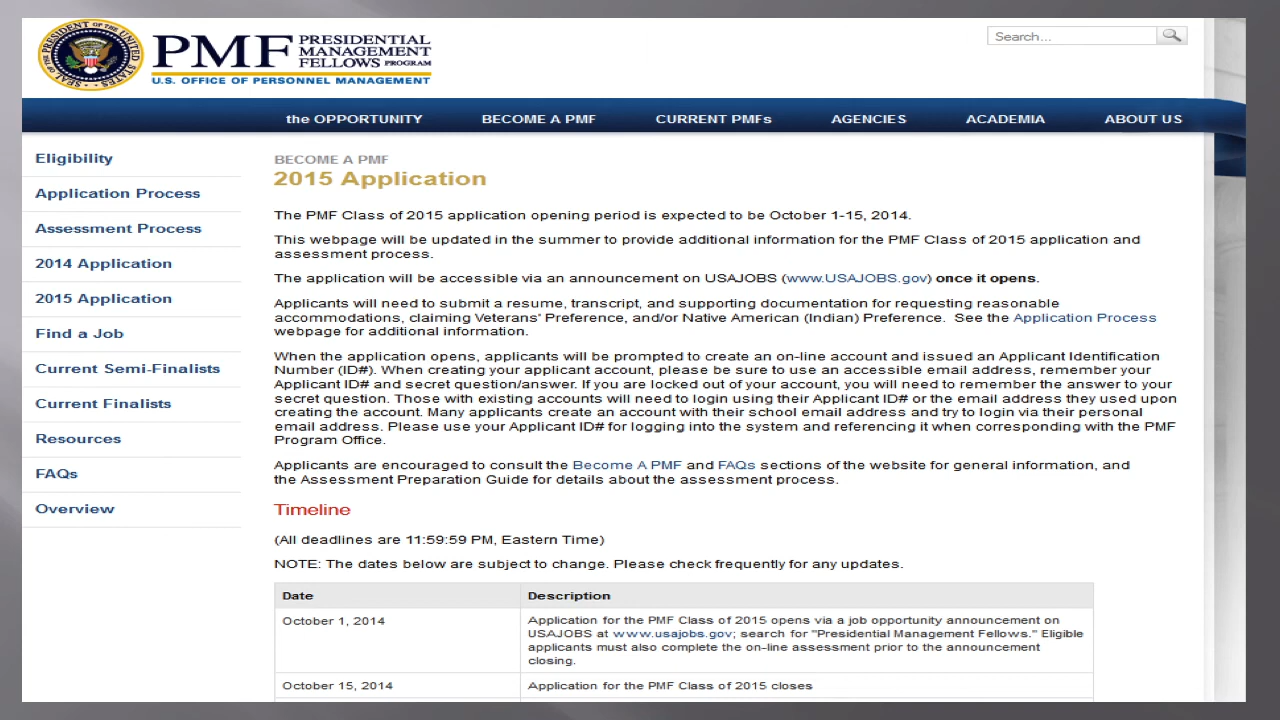 PRESIDENT OF THE UNITED
SEAL OF THE STATES
PMF PRESIDENTIAL
MANAGEMENT
FELLOWS PROGRAM
U.S. OFFICE OF PERSONNEL MANAGEMENT
Search...
the OPPORTUNITY BECOME A PMF CURRENT PMFs AGENCIES ACADEMIA ABOUT US
Eligibility
Application Process
Assessment Process
2014 Application
2015 Application
Find a Job
Current Semi-Finalists
Current Finalists
Resources
FAQs
Overview
BECOME A PMF
2015 Application
The PMF Class of 2015 application opening period is expected to be October 1-15, 2014.
This webpage will be updated in the summer to provide additional information for the PMF Class of 2015 application and
assessment process.
The application will be accessible via an announcement on USAJOBS (www.USAJOBS.gov) once it opens.
Applicants will need to submit a resume, transcript, and supporting documentation for requesting reasonable
accommodations, claiming Veterans' Preference, and/or Native American (Indian) Preference. See the Application Process
webpage for additional information.
When the application opens, applicants will be prompted to create an on-line account and issued an Applicant Identification
Number (ID#). When creating your applicant account, please be sure to use an accessible email address, remember your
Applicant ID# and secret question/answer. If you are locked out of your account, you will need to remember the answer to your
secret question. Those with existing accounts will need to login using their Applicant ID# or the email address they used upon
creating the account. Many applicants create an account with their school email address and try to login via their personal
email address. Please use your Applicant ID# for logging into the system and referencing it when corresponding with the PMF
Program Office.
Applicants are encouraged to consult the Become A PMF and FAQs sections of the website for general information, and
the Assessment Preparation Guide for details about the assessment process.
Timeline
(All deadlines are 11:59:59 PM, Eastern Time)
NOTE: The dates below are subject to change. Please check frequently for any updates.
Date Description
October 1, 2014 Application for the PMF Class of 2015 opens via a job opportunity announcement on
USAJOBS at www.usajobs.gov; search for "Presidential Management Fellows." Eligible
applicants must also complete the on-line assessment prior to the announcement
closing.
October 15, 2014 Application for the PMF Class of 2015 closes